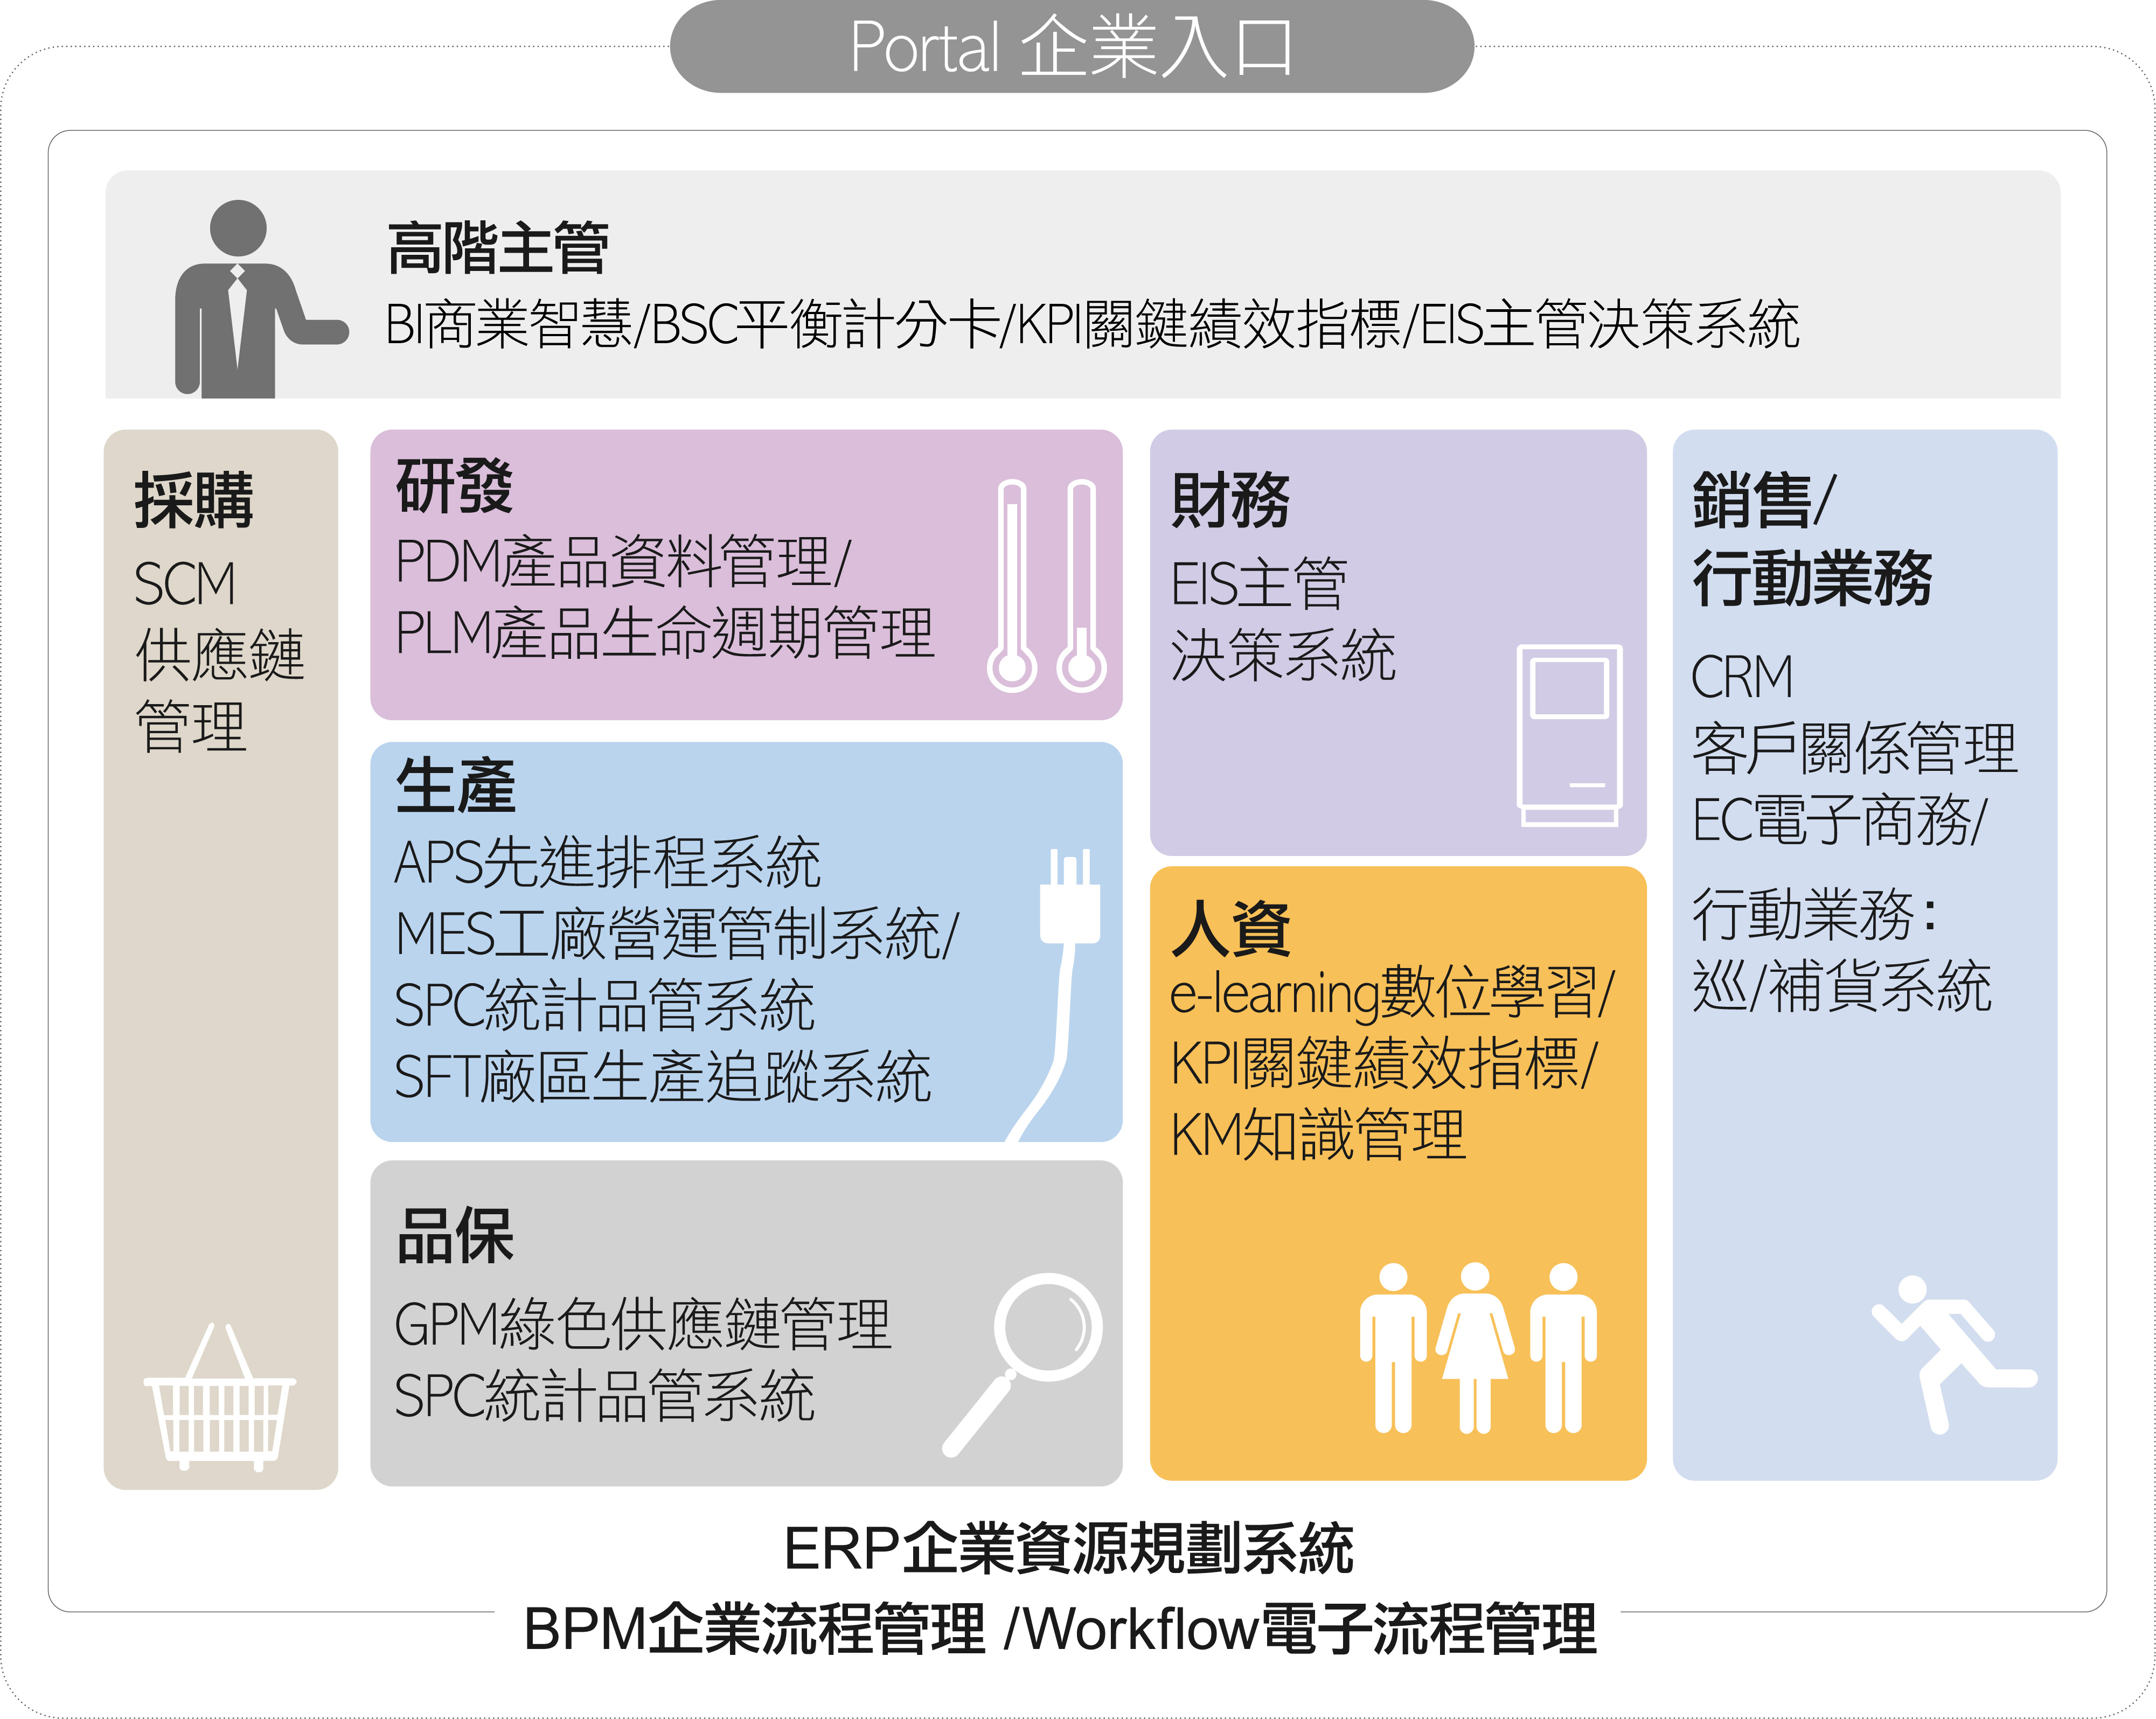 Portal 企業入口
高階主管
BI商業智慧/BSC平衡計分卡/KPI關鍵績效指標/EIS主管決策系統
採購
SCM
供應鏈
管理
研發
PDM產品資料管理/
PLM產品生命週期管理
生產
APS先進排程系統
MES工廠營運管制系統/
SPC統計品管系統
SFT廠區生產追蹤系統
品保
GPM綠色供應鏈管理
SPC統計品管系統
財務
EIS主管
決策系統
人資
e-learning數位學習/
KPI關鍵績效指標/
KM知識管理
銷售/
行動業務
CRM
客戶關係管理
EC電子商務/
行動業務：
巡/補貨系統
ERP企業資源規劃系統
BPM企業流程管理 /Workflow電子流程管理